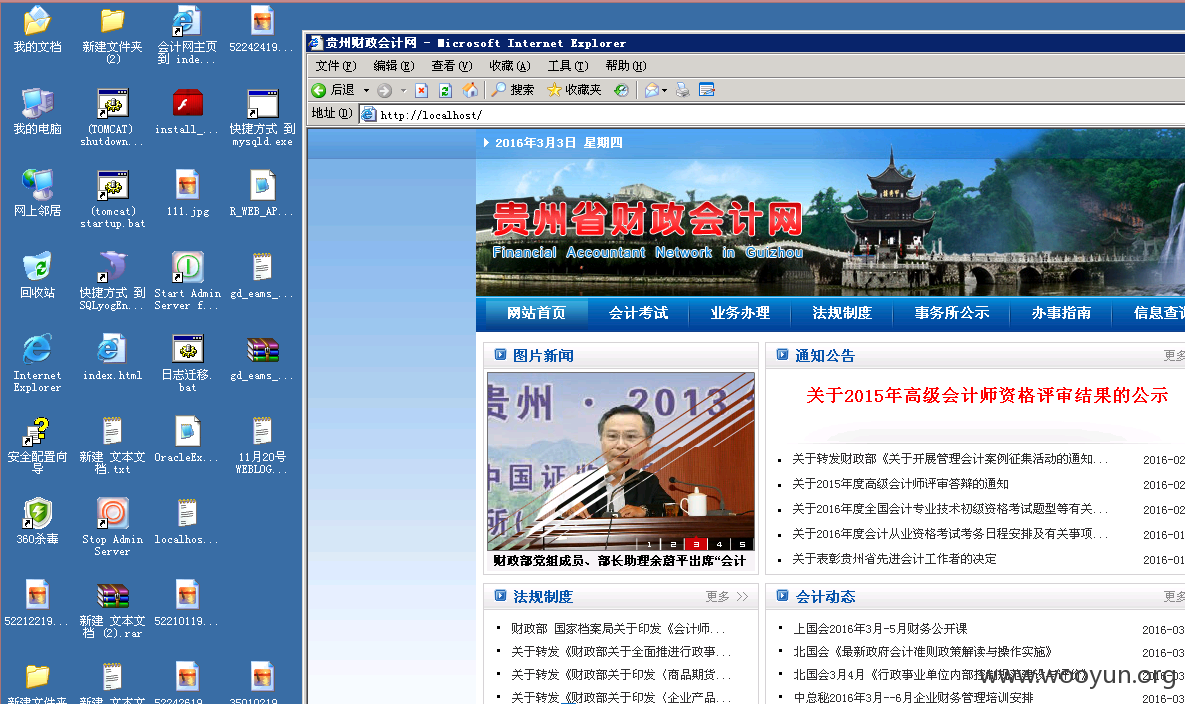 我的文档
新建文件夹
(2)
会计网主页
到 inde...
52242419...
我的电脑
(TOMCAT)
shutdown...
install_...
快捷方式 到
mysqld.exe
网上邻居
(tomcat)
startup.bat
111.jpg
R_WEB_AP...
回收站
快捷方式 到
SQLyogEn...
Start Admin
Server f...
gd_eams_...
Internet
Explorer
index.html
日志迁移.
bat
gd_eams_...
安全配置向
导
新建 文本文
档.txt
OracleEx...
11月20号
WEBLOG...
360杀毒
Stop Admin
Server
localhos...
52212219...
新建 文本文
档 (2).rar
52210119...
新建文件夹
新建 文本文
52242619
35010219
贵州财政会计网 - Microsoft Internet Explorer
文件(F) 编辑(E) 查看(V) 收藏(A) 工具(T) 帮助(H)
后退 搜索 收藏夹
地址(D) http://localhost/
2016年3月3日 星期四
贵州省财政会计网
Financial Accountant Network in Guizhou
网站首页 会计考试 业务办理 法规制度 事务所公示 办事指南 信息查询
图片新闻
贵州 · 2013
中国证监
所(
1 2 3 4 5
财政部党组成员、部长助理余蔚平出席“会计
通知公告 更多
关于2015年高级会计师资格评审结果的公示
关于转发财政部《关于开展管理会计案例征集活动的通知... 2016-02
关于2015年度高级会计师评审答辩的通知 2016-02
关于2016年度全国会计专业技术初级资格考试题型等有关... 2016-02
关于2016年度会计从业资格考试考务日程安排及有关事项... 2016-01
关于表彰贵州省先进会计工作者的决定 2016-01
法规制度 更多 >>
财政部 国家档案局关于印发《会计师...
关于转发《财政部关于全面推进行政事...
关于转发《财政部关于印发〈商品期货...
关于转发《财政部关于印发〈企业产品...
会计动态 更多
上国会2016年3月-5月财务公开课 2016-03
北国会《最新政府会计准则政策解读与操作实施》 2016-03
北国会3月4月《行政事业单位内部控制规范建设与评价》 2016-03
中总税2016年3月--6月企业财务管理培训安排 2016-03
www.wooyun.org